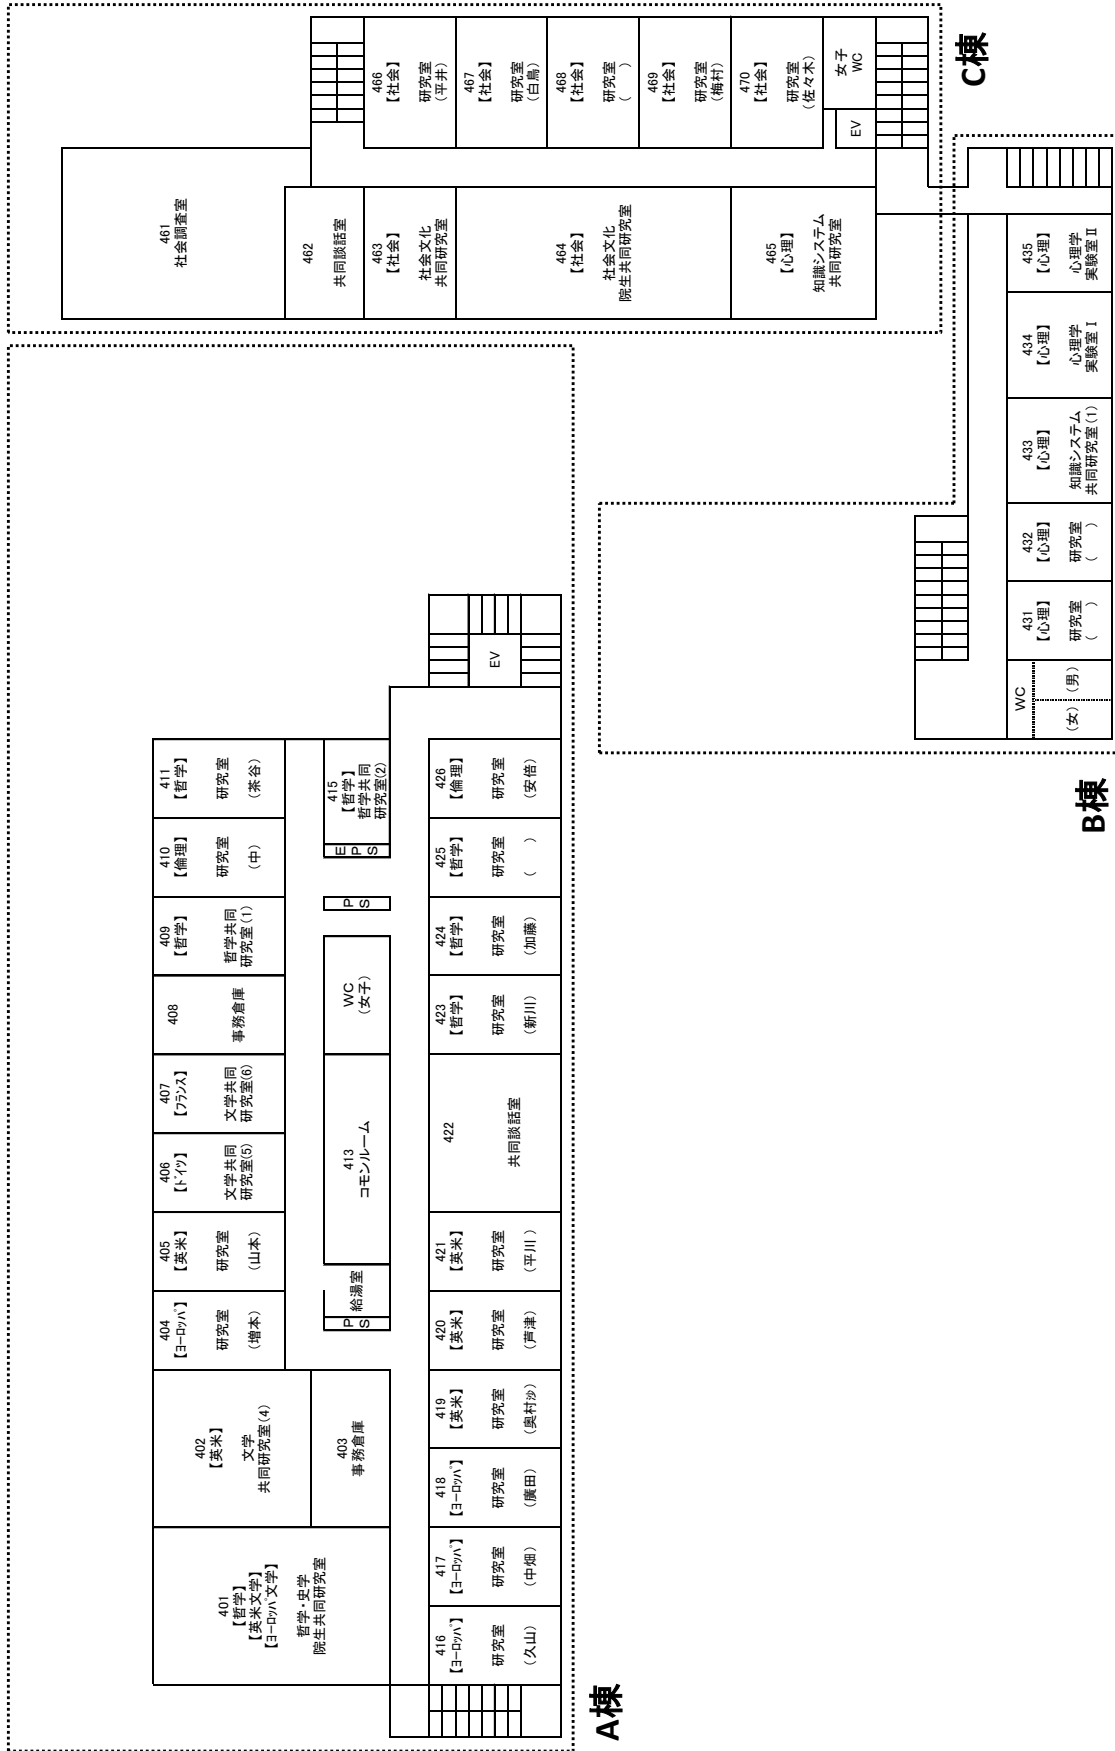 A棟
401
【哲学】
【英米文学】
【ﾖｰﾛｯﾊﾟ文学】
哲学・史学
院生共同研究室
402
【英米】
文学
共同研究室(4)
403
事務倉庫
404
【ﾖｰﾛｯﾊﾟ】
研究室
(増本)
405
【英米】
研究室
(山本)
406
【ﾄﾞｲﾂ】
文学共同
研究室(5)
407
【ﾌﾗﾝｽ】
文学共同
研究室(6)
408
事務倉庫
409
【哲学】
哲学共同
研究室(1)
410
【倫理】
研究室
(中)
411
【哲学】
研究室
(茶谷)
PS
給湯室
413
コモンルーム
WC
(女子)
PS
EPS
415
【哲学】
哲学共同
研究室(2)
416
【ﾖｰﾛｯﾊﾟ】
研究室
(久山)
417
【ﾖｰﾛｯﾊﾟ】
研究室
(中畑)
418
【ﾖｰﾛｯﾊﾟ】
研究室
(廣田)
419
【英米】
研究室
(奥村沙)
420
【英米】
研究室
(芦津)
421
【英米】
研究室
(平川)
422
共同談話室
423
【哲学】
研究室
(新川)
424
【哲学】
研究室
(加藤)
425
【哲学】
研究室
( )
426
【倫理】
研究室
(安倍)
EV
B棟
WC
(女)
(男)
431
【心理】
研究室
( )
432
【心理】
研究室
( )
433
【心理】
知識システム
共同研究室(1)
434
【心理】
心理学
実験室Ⅰ
435
【心理】
心理学
実験室Ⅱ
C棟
461
社会調査室
462
共同談話室
463
【社会】
社会文化
共同研究室
464
【社会】
社会文化
院生共同研究室
465
【心理】
知識システム
共同研究室
466
【社会】
研究室
(平井)
467
【社会】
研究室
(白鳥)
468
【社会】
研究室
( )
469
【社会】
研究室
(梅村)
470
【社会】
研究室
(佐々木)
女子
WC
EV